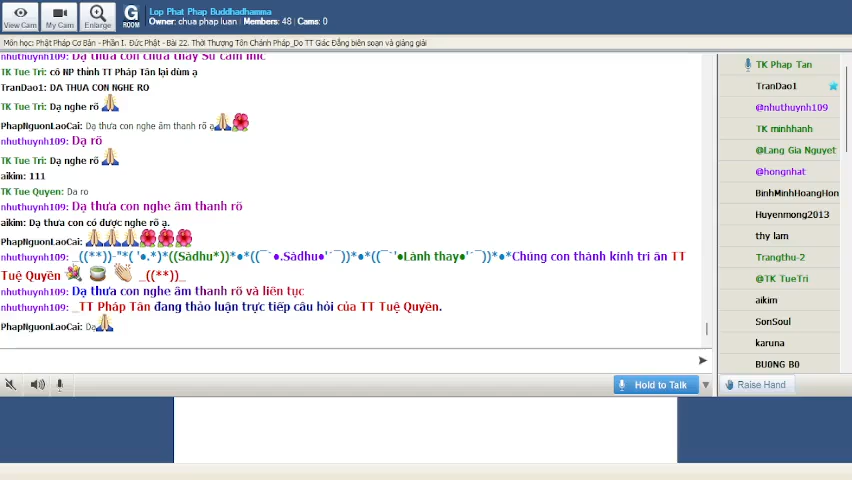 View Cam
My Cam
Enlarge
G
ROOM
Lop Phat Phap Buddhadhamma
Owner: chua phap luan Members: 48 Cams: 0
Môn học: Phật Pháp Cơ Bản - Phần I. Đức Phật - Bài 22. Thời Thượng Tôn Chánh Pháp_Do TT Giác Đẳng biên soạn và giảng giải
nhuthuynh109: Dạ thưa con chưa thấy Sư cầm mic
TK Tue Tri: cô NP thỉnh TT Pháp Tân lại dùm ạ
TranDao1: DA THUA CON NGHE RO
TK Tue Tri: Dạ nghe rõ
PhapNguonLaoCai: Dạ thưa con nghe âm thanh rõ ạ
nhuthuynh109: Dạ rõ
TK Tue Tri: Dạ nghe rõ
aikim: 111
TK Tue Quyen: Da ro
nhuthuynh109: Dạ thưa con nghe âm thanh rõ
aikim: Dạ thưa con có được nghe rõ ạ.
PhapNguonLaoCai:
nhuthuynh109: _((**))-"*( '●.*)*((Sàdhu*))*●*((¯`●.Sàdhu●'´¯))*●*((¯`'●Lành thay●'´¯))*●*Chúng con thành kính tri ân TT
Tuệ Quyền _((**))_
nhuthuynh109: Dạ thưa con nghe âm thanh rõ và liên tục
nhuthuynh109: _TT Pháp Tân đang thảo luận trực tiếp câu hỏi của TT Tuệ Quyền.
PhapNguonLaoCai: Dạ
Hold to Talk
TK Phap Tan
TranDao1
@nhuthuynh109
TK minhhanh
@Lang Gia Nguyet
@hongnhat
BinhMinhHoangHon
Huyenmong2013
thy lam
Trangthu-2
@TK TueTri
aikim
SonSoul
karuna
BU0NG B0
Raise Hand